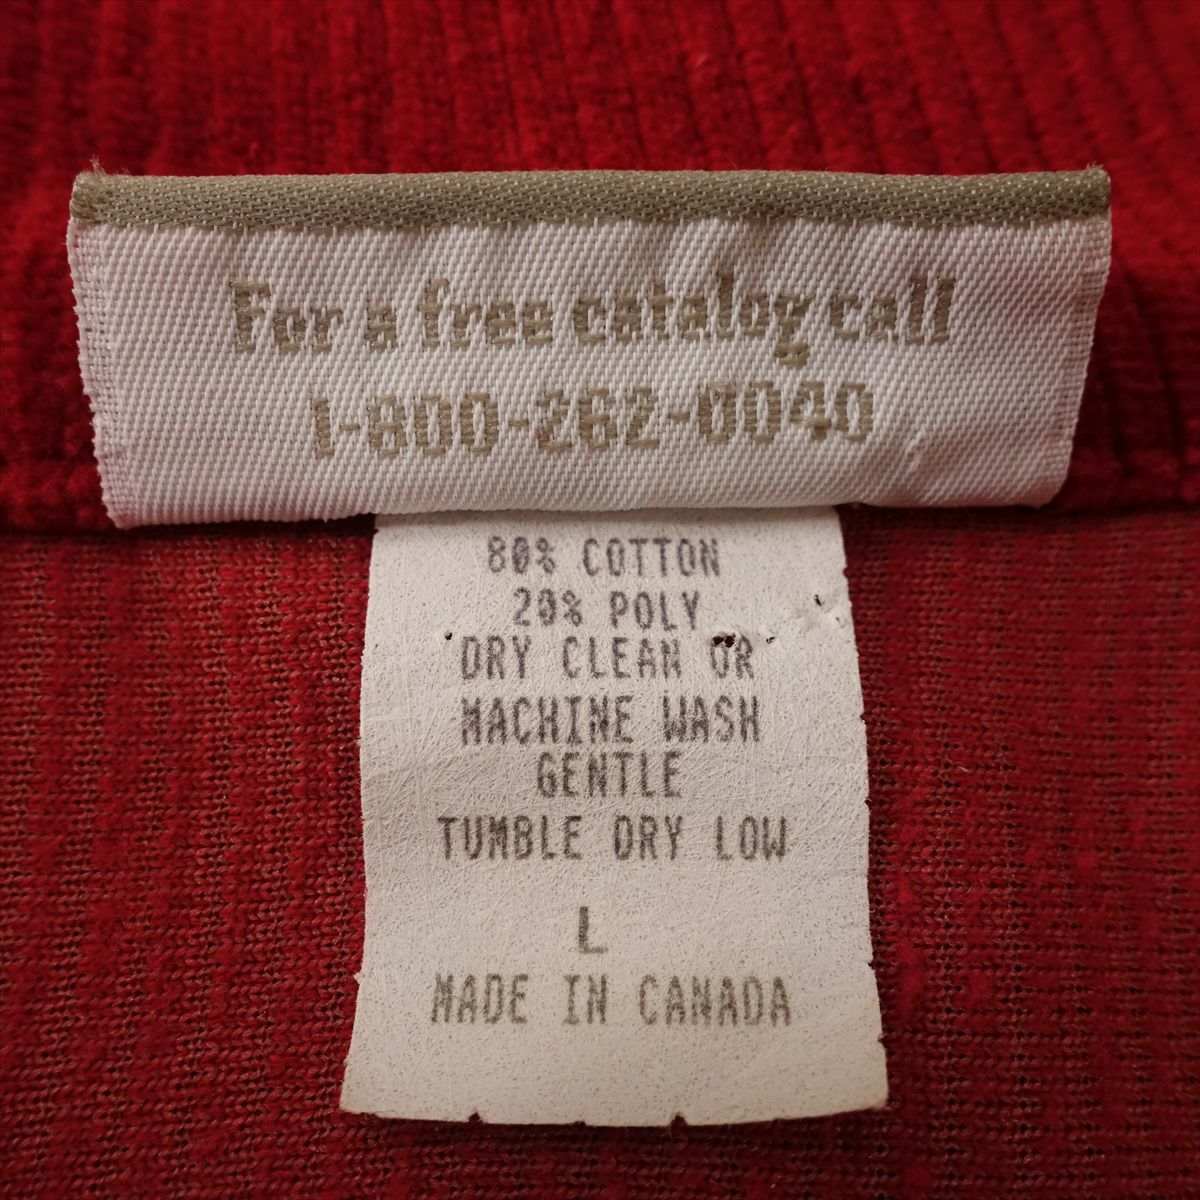 For a free catalog call
1-800-262-0040
80% COTTON
20% POLY
DRY CLEAN OR
MACHINE WASH
GENTLE
TUMBLE DRY LOW
L
MADE IN CANADA